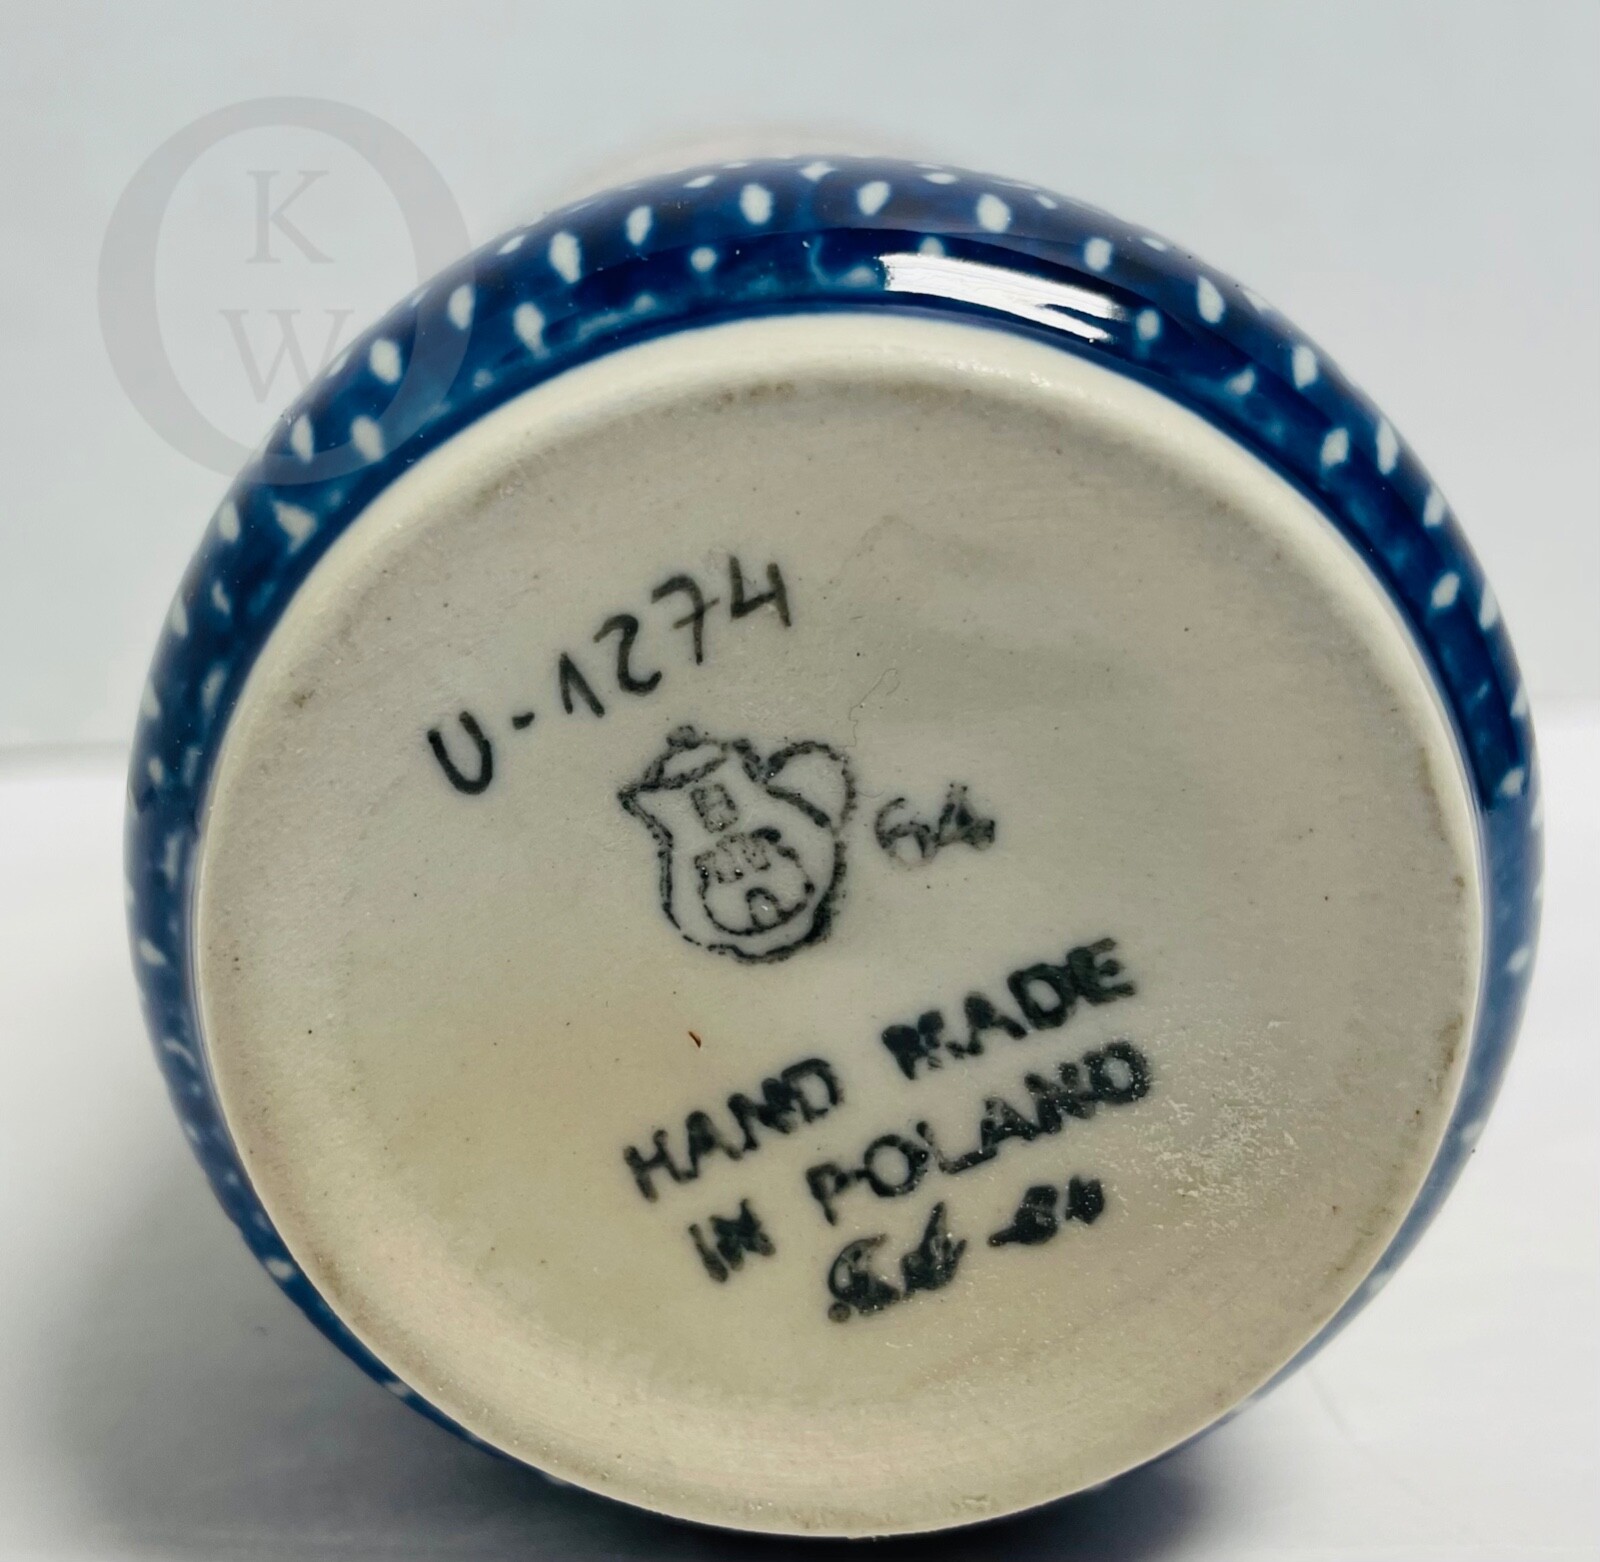 K
O
W
U-1274
64
HAND MADE
IN POLAND